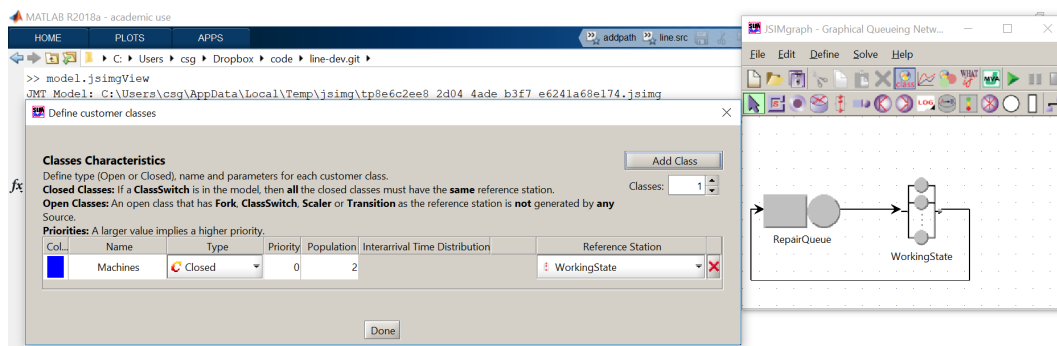 MATLAB R2018a - academic use
HOME PLOTS APPS addpath line.src
C: Users csg Dropbox code line-dev.git
>> model.jsimgView
JMT Model: C:\Users\csg\AppData\Local\Temp\jsimg\tp8e6c2ee8_2d04_4ade_b3f7_e6241a68e174.jsimg
fx
Define customer classes
Classes Characteristics
Add Class
Define type (Open or Closed), name and parameters for each customer class.
Closed Classes: If a ClassSwitch is in the model, then all the closed classes must have the same reference station.
Classes: 1
Open Classes: An open class that has Fork, ClassSwitch, Scaler or Transition as the reference station is not generated by any
Source.
Priorities: A larger value implies a higher priority.
Col... Name Type Priority Population Interarrival Time Distribution Reference Station
Machines Closed 0 2 WorkingState
Done
JSIMgraph - Graphical Queueing Netw...
File Edit Define Solve Help
CLASS WHAT IF MVA
LOG
RepairQueue
WorkingState